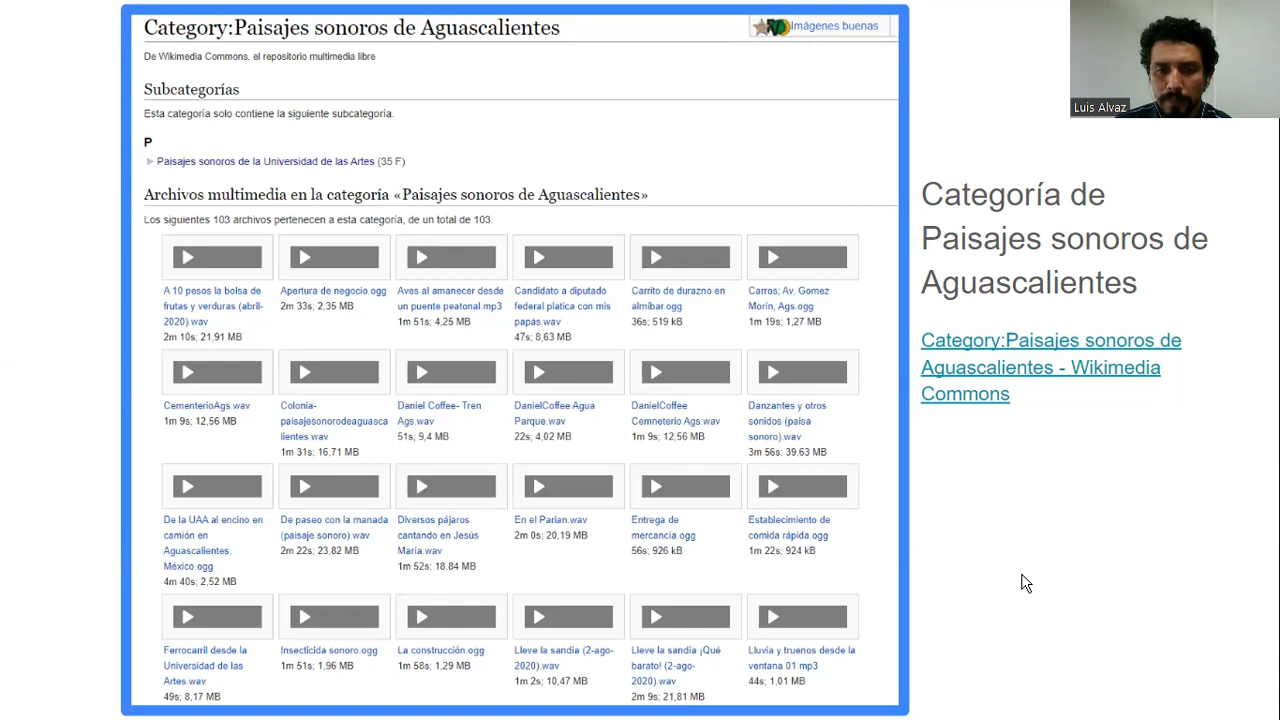 Category:Paisajes sonoros de Aguascalientes
Imágenes buenas
De Wikimedia Commons, el repositorio multimedia libre
Subcategorías
Esta categoría solo contiene la siguiente subcategoría.
P
Paisajes sonoros de la Universidad de las Artes (35 F)
Archivos multimedia en la categoría «Paisajes sonoros de Aguascalientes»
Los siguientes 103 archivos pertenecen a esta categoría, de un total de 103.
A 10 pesos la bolsa de
frutas y verduras (abril-
2020).wav
2m 10s; 21,91 MB
Apertura de negocio.ogg
2m 33s; 2,35 MB
Aves al amanecer desde
un puente peatonal.mp3
1m 51s; 4,25 MB
Candidato a diputado
federal platica con mis
papás.wav
47s; 8,63 MB
Carrito de durazno en
almíbar.ogg
36s; 519 kB
Carros; Av. Gomez
Morin, Ags.ogg
1m 19s; 1,27 MB
CementerioAgs.wav
1m 9s; 12,56 MB
Colonia-
paisajesonorodeaguasca
lientes.wav
1m 31s; 16,71 MB
Daniel Coffee- Tren
Ags.wav
51s; 9,4 MB
DanielCoffee Agua
Parque.wav
22s; 4,02 MB
DanielCoffee
Cemneterio Ags.wav
1m 9s; 12,56 MB
Danzantes y otros
sonidos (paisa
sonoro).wav
3m 56s; 39,63 MB
De la UAA al encino en
camión en
Aguascalientes,
México.ogg
4m 40s; 2,52 MB
De paseo con la manada
(paisaje sonoro).wav
2m 22s; 23,82 MB
Diversos pájaros
cantando en Jesús
María.wav
1m 52s; 18,84 MB
En el Parian.wav
2m 0s; 20,19 MB
Entrega de
mercancía.ogg
56s; 926 kB
Establecimiento de
comida rápida.ogg
1m 22s; 924 kB
Ferrocarril desde la
Universidad de las
Artes.wav
49s; 8,17 MB
Insecticida sonoro.ogg
1m 51s; 1,96 MB
La construcción.ogg
1m 58s; 1,29 MB
Lleve la sandía (2-ago-
2020).wav
1m 2s; 10,47 MB
Lleve la sandía ¡Qué
barato! (2-ago-
2020).wav
2m 9s; 21,81 MB
Lluvia y truenos desde la
ventana 01 mp3
44s; 1,01 MB
Luis Alvaz
Categoría de
Paisajes sonoros de
Aguascalientes
Category:Paisajes sonoros de
Aguascalientes - Wikimedia
Commons